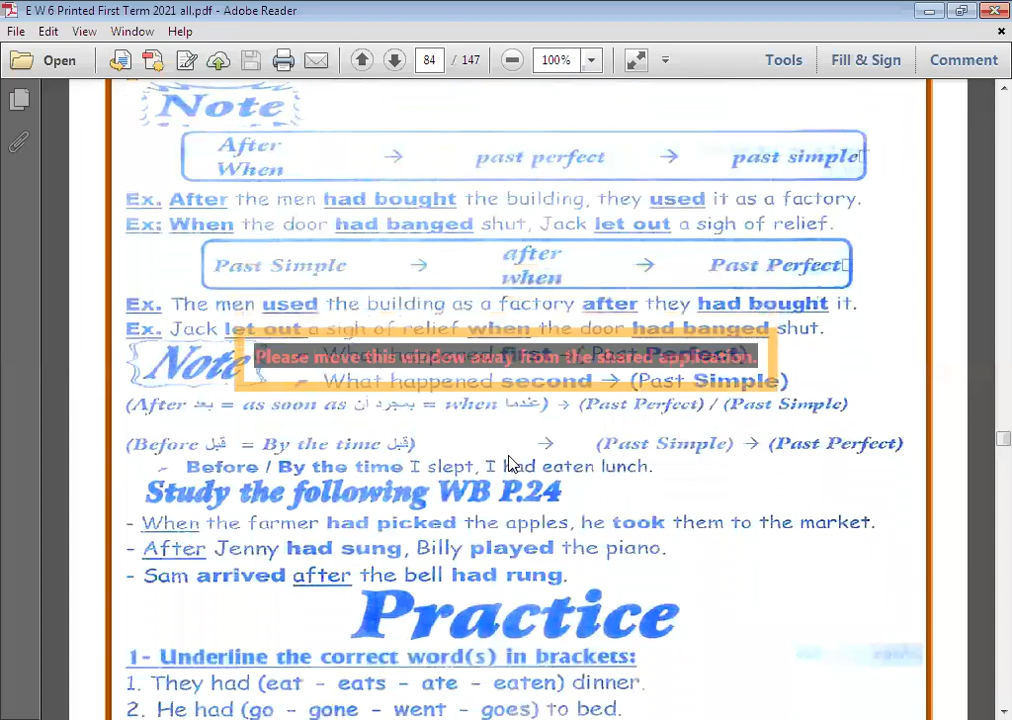 E W 6 Printed First Term 2021 all.pdf - Adobe Reader
File Edit View Window Help
Open 84 / 147 100% Tools Fill & Sign Comment
Note
After
When → past perfect → past simple
Ex. After the men had bought the building, they used it as a factory.
Ex: When the door had banged shut, Jack let out a sigh of relief.
Past Simple → after
when → Past Perfect
Ex. The men used the building as a factory after they had bought it.
Ex. Jack let out a sigh of relief when the door had banged shut.
Note What happened first → (Past Perfect)
Please move this window away from the shared application.
What happened second → (Past Simple)
(After بعد = as soon as بمجرد أن = when عندما) → (Past Perfect) / (Past Simple)
(Before قبل = By the time قبل) → (Past Simple) → (Past Perfect)
Before / By the time I slept, I had eaten lunch.
Study the following WB P.24
- When the farmer had picked the apples, he took them to the market.
- After Jenny had sung, Billy played the piano.
- Sam arrived after the bell had rung.
Practice
1- Underline the correct word(s) in brackets:
1. They had (eat - eats - ate - eaten) dinner.
2. He had (go - gone - went - goes) to bed.